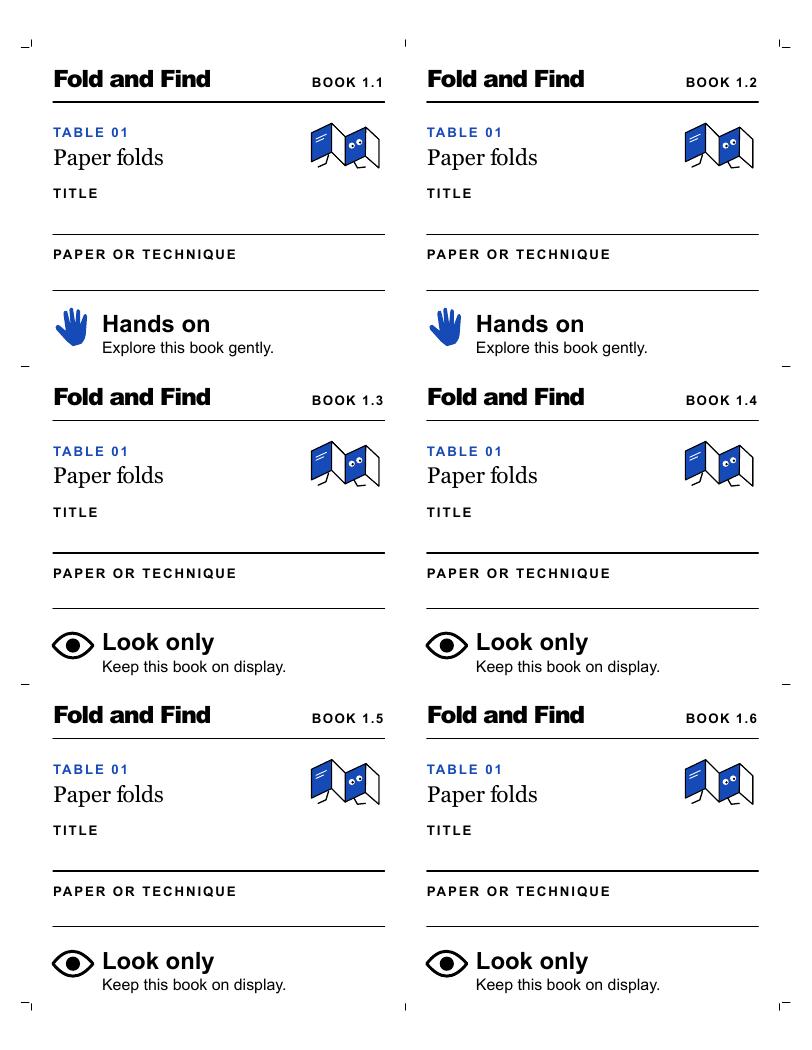 Fold and Find BOOK 1.1
TABLE 01
Paper folds
TITLE
PAPER OR TECHNIQUE
Hands on
Explore this book gently.
Fold and Find BOOK 1.2
TABLE 01
Paper folds
TITLE
PAPER OR TECHNIQUE
Hands on
Explore this book gently.
Fold and Find BOOK 1.3
TABLE 01
Paper folds
TITLE
PAPER OR TECHNIQUE
Look only
Keep this book on display.
Fold and Find BOOK 1.4
TABLE 01
Paper folds
TITLE
PAPER OR TECHNIQUE
Look only
Keep this book on display.
Fold and Find BOOK 1.5
TABLE 01
Paper folds
TITLE
PAPER OR TECHNIQUE
Look only
Keep this book on display.
Fold and Find BOOK 1.6
TABLE 01
Paper folds
TITLE
PAPER OR TECHNIQUE
Look only
Keep this book on display.